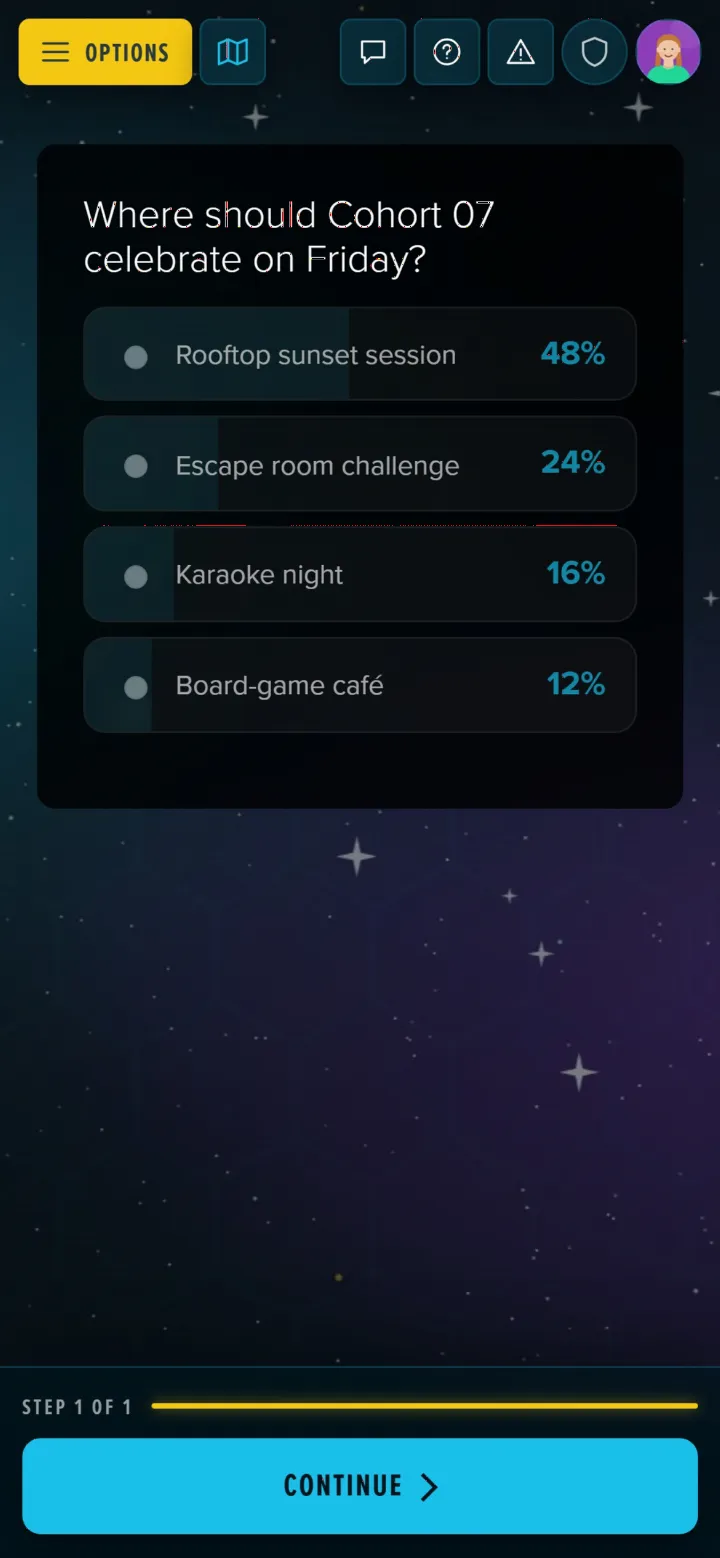 OPTIONS
Where should Cohort 07
celebrate on Friday?
Rooftop sunset session 48%
Escape room challenge 24%
Karaoke night 16%
Board-game café 12%
STEP 1 OF 1
CONTINUE